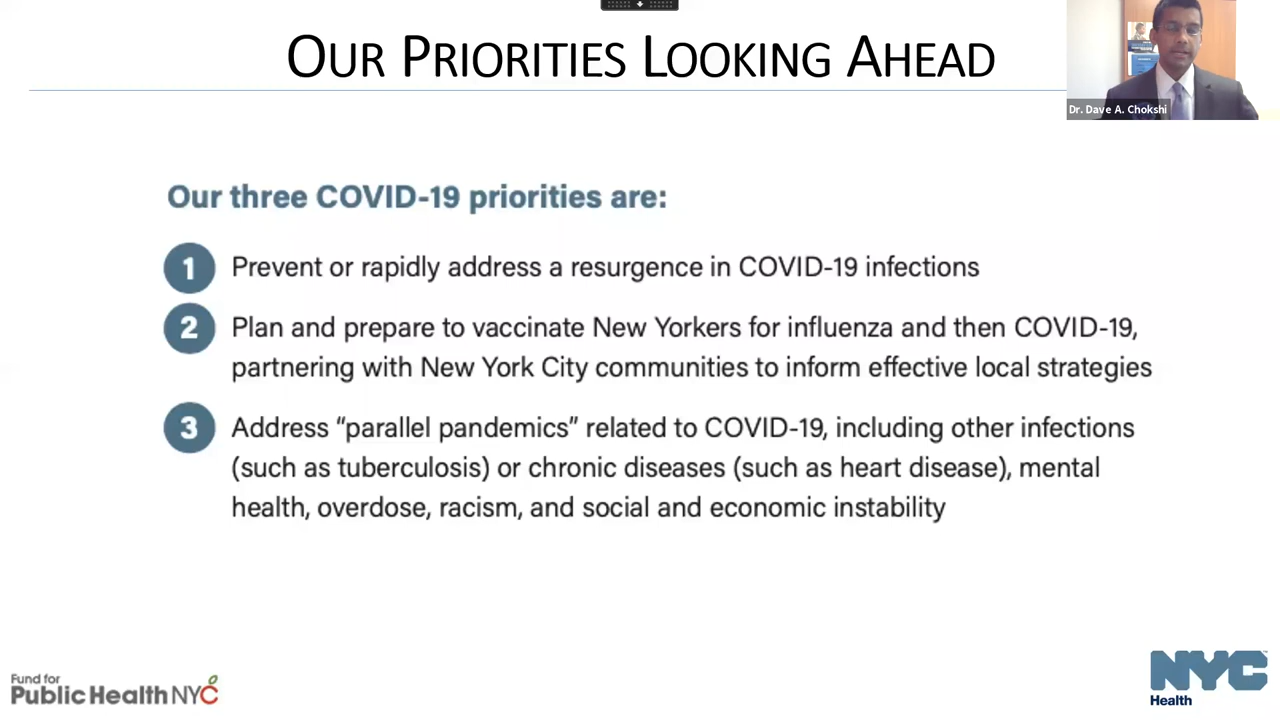 OUR PRIORITIES LOOKING AHEAD
Dr. Dave A. Chokshi
Our three COVID-19 priorities are:
1 Prevent or rapidly address a resurgence in COVID-19 infections
2 Plan and prepare to vaccinate New Yorkers for influenza and then COVID-19,
partnering with New York City communities to inform effective local strategies
3 Address “parallel pandemics” related to COVID-19, including other infections
(such as tuberculosis) or chronic diseases (such as heart disease), mental
health, overdose, racism, and social and economic instability
Fund for
Public Health NYC
NYC
Health